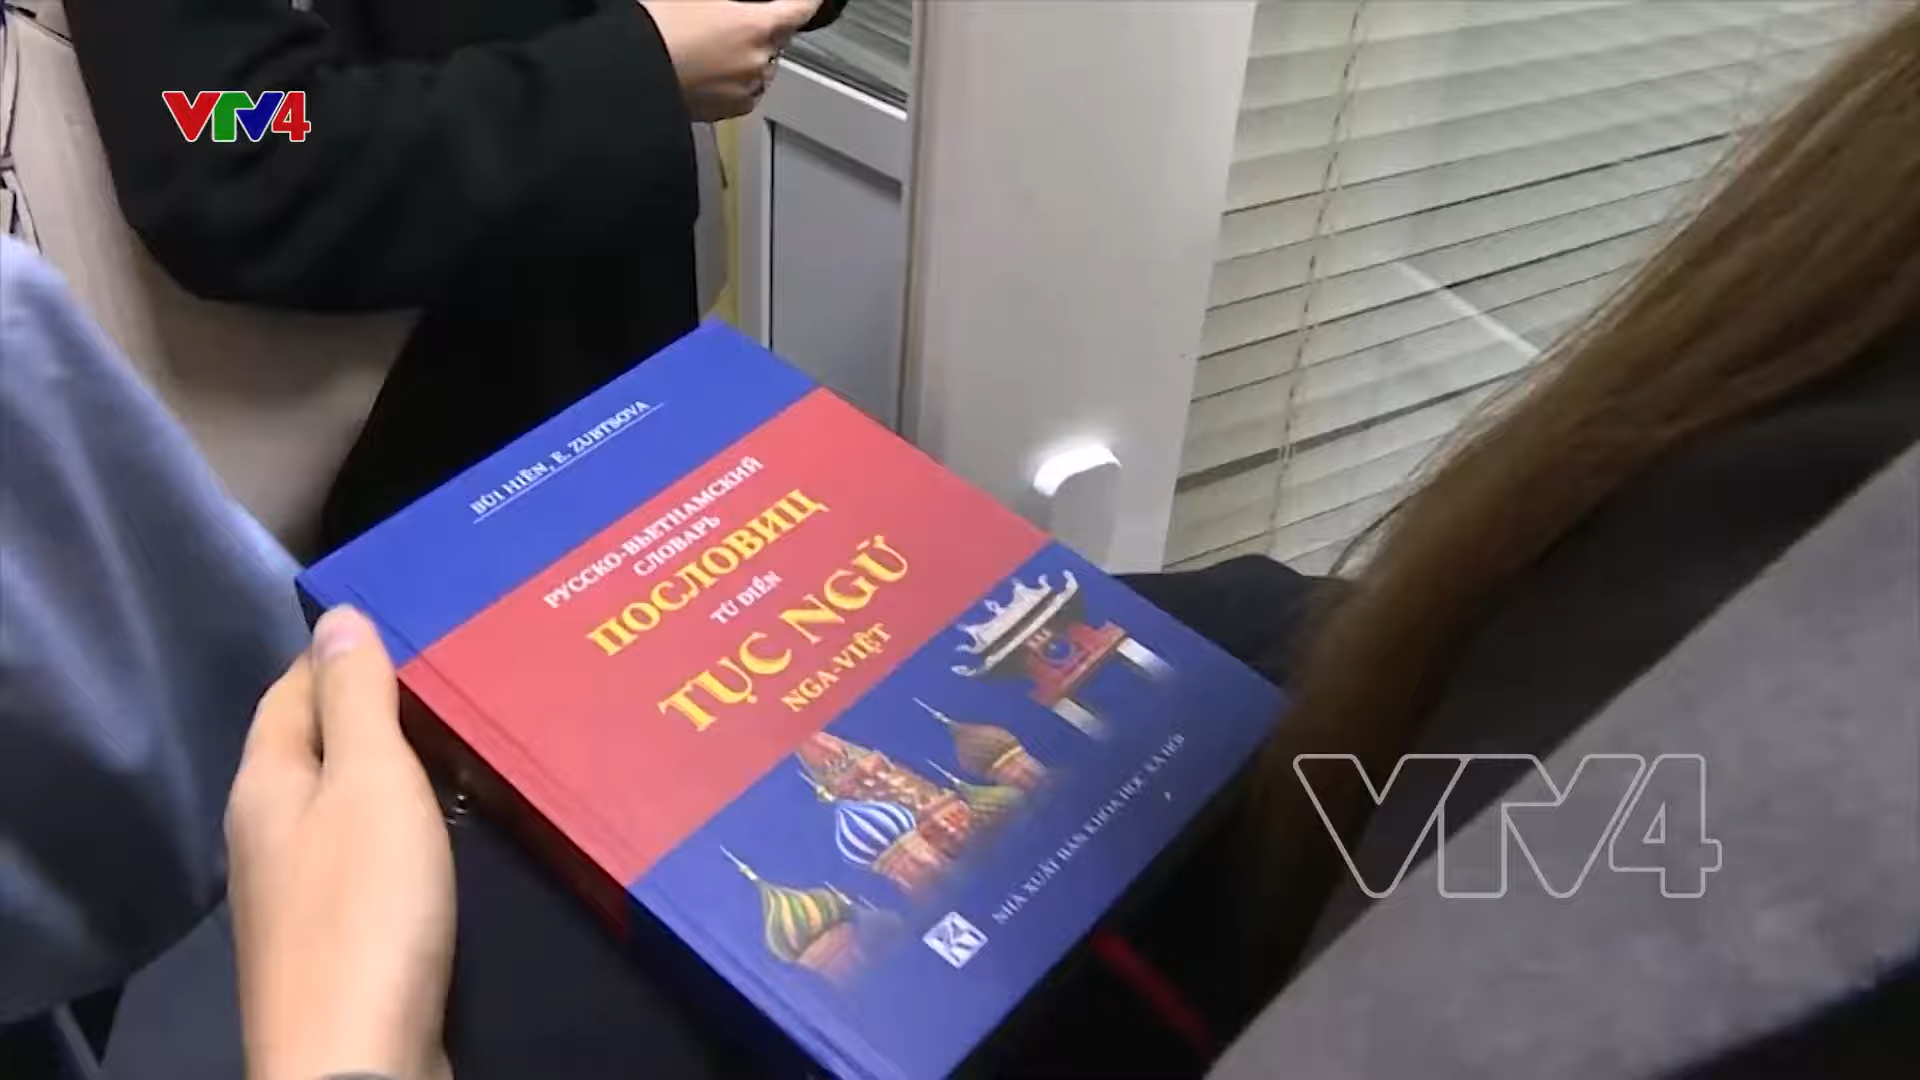 VTV4
BÙI HIỀN, E. ZUBTSOVA
РУССКО-ВЬЕТНАМСКИЙ
СЛОВАРЬ
ПОСЛОВИЦ
TỪ ĐIỂN
TỤC NGỮ
NGA-VIỆT
NHÀ XUẤT BẢN KHOA HỌC XÃ HỘI
VTV4